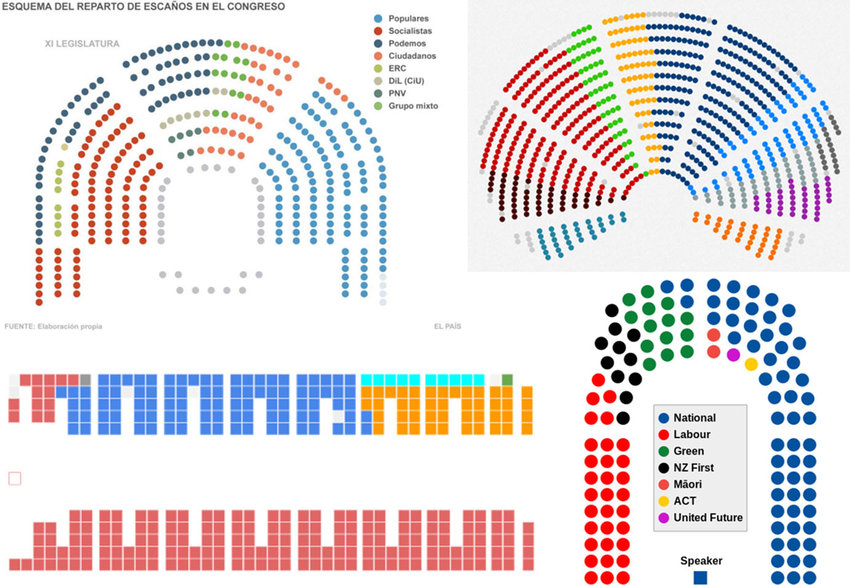 ESQUEMA DEL REPARTO DE ESCAÑOS EN EL CONGRESO
XI LEGISLATURA
Populares
Socialistas
Podemos
Ciudadanos
ERC
DiL (CiU)
PNV
Grupo mixto
FUENTE: Elaboración propia
EL PAÍS
National
Labour
Green
NZ First
Māori
ACT
United Future
Speaker